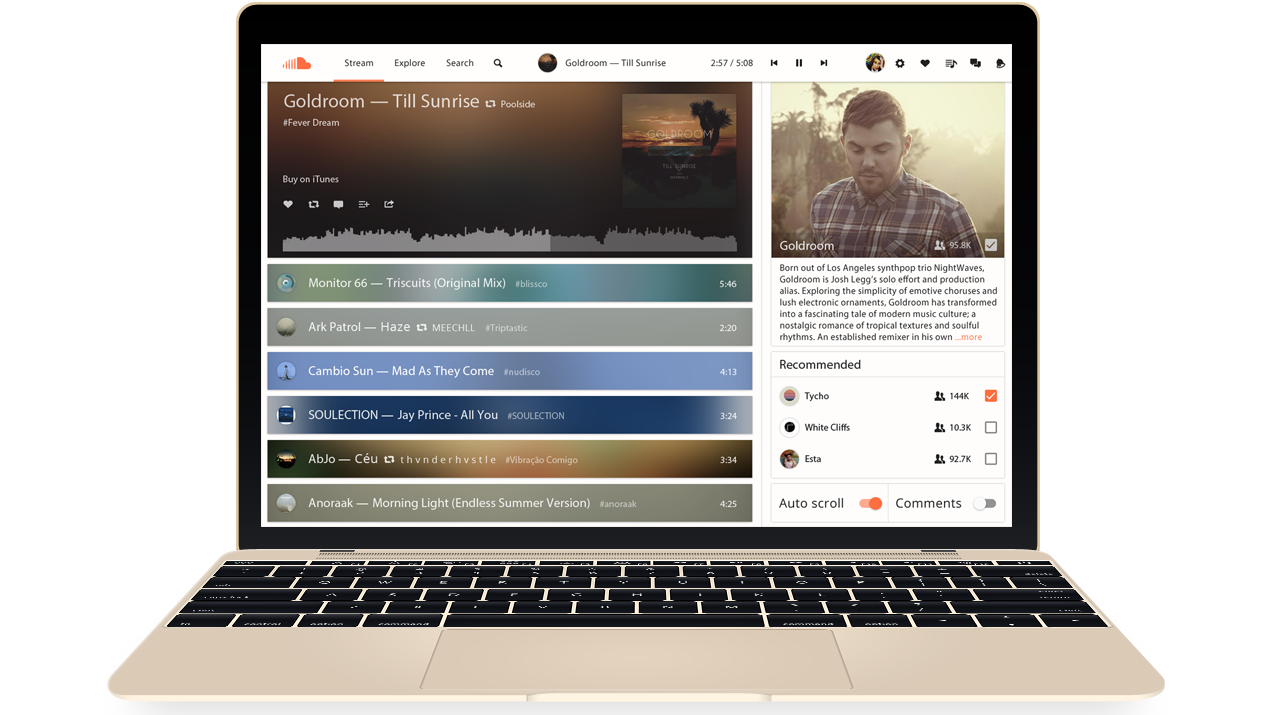 Stream
Explore
Search
Goldroom — Till Sunrise
2:57 / 5:08
Goldroom — Till Sunrise Poolside
#Fever Dream
GOLDROOM
TILL SUNRISE
Buy on iTunes
Monitor 66 — Triscuits (Original Mix) #blissco 5:46
Ark Patrol — Haze MEECHLL #Triptastic 2:20
Cambio Sun — Mad As They Come #nudisco 4:13
SOULECTION — Jay Prince - All You #SOULECTION 3:24
AbJo — Céu thvnderhvstle #Vibração Comigo 3:34
Anoraak — Morning Light (Endless Summer Version) #anoraak 4:25
Goldroom 95.8K
Born out of Los Angeles synthpop trio NightWaves,
Goldroom is Josh Legg's solo effort and production
alias. Exploring the simplicity of emotive choruses and
lush electronic ornaments, Goldroom has transformed
into a fascinating tale of modern music culture; a
nostalgic romance of tropical textures and soulful
rhythms. An established remixer in his own ...more
Recommended
Tycho 144K
White Cliffs 10.3K
Esta 92.7K
Auto scroll
Comments